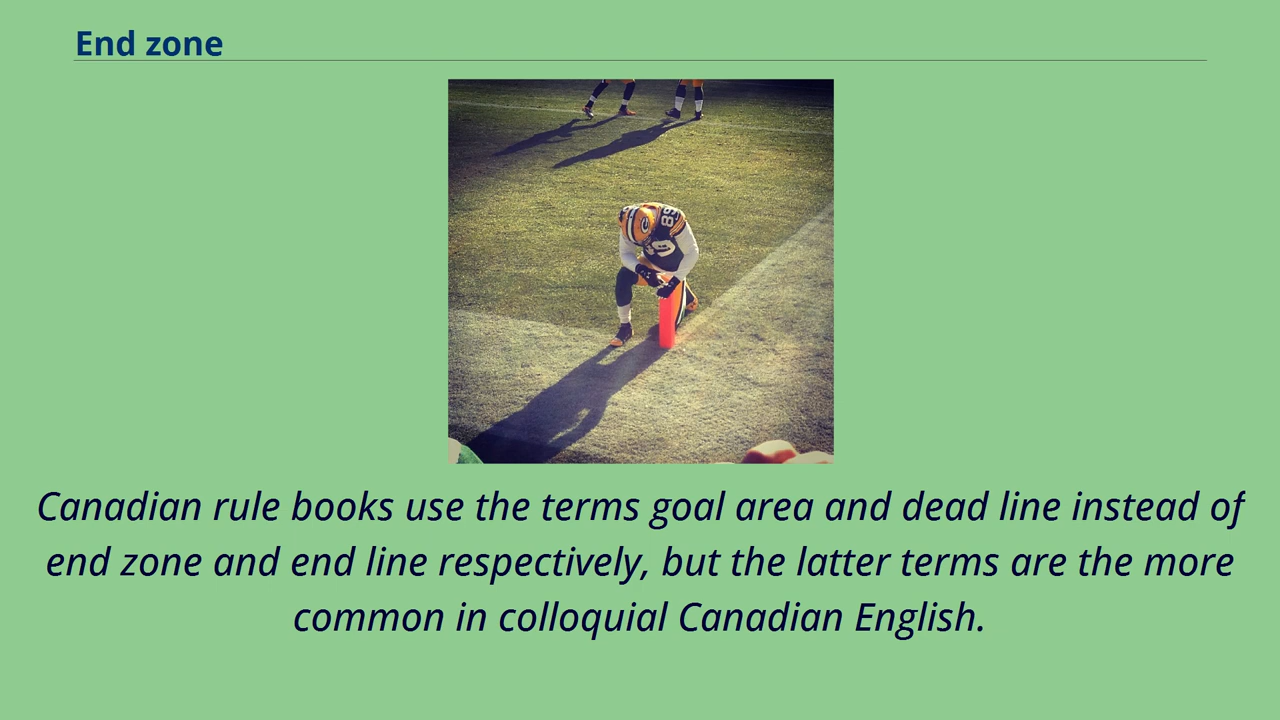 End zone
G
89
Canadian rule books use the terms goal area and dead line instead of
end zone and end line respectively, but the latter terms are the more
common in colloquial Canadian English.